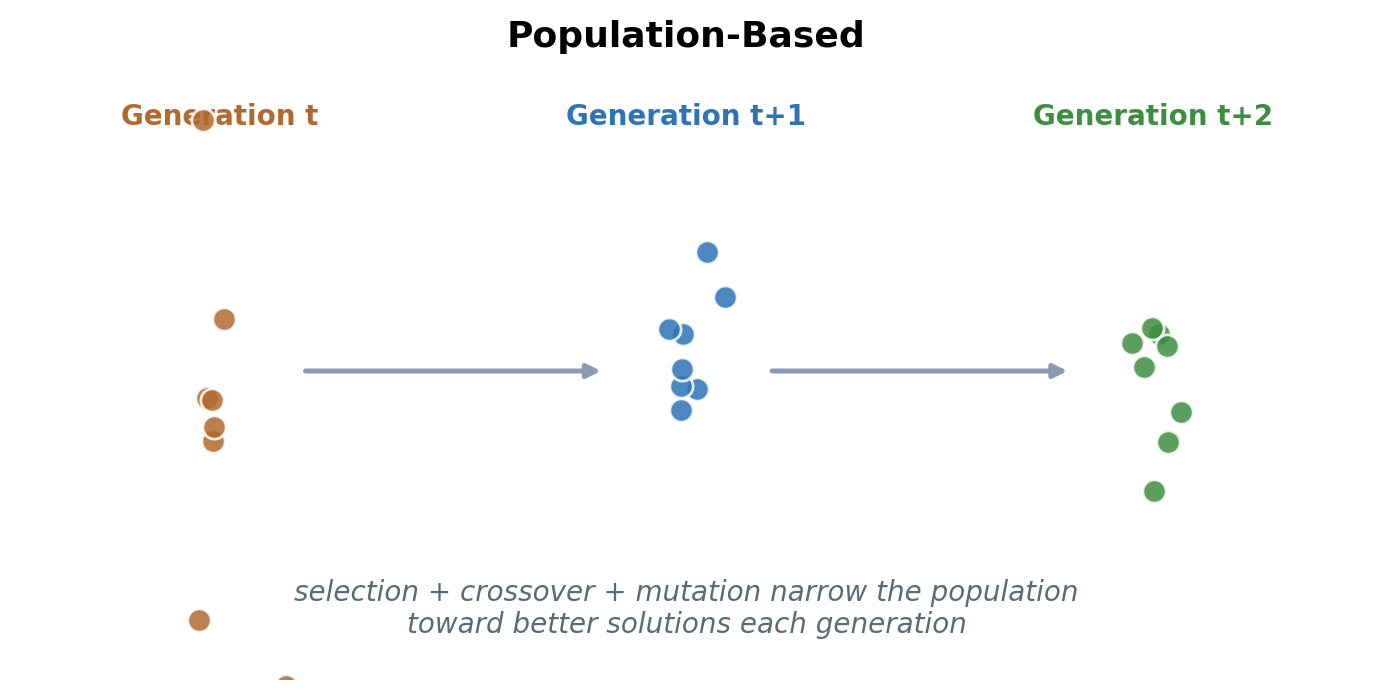 Population-Based
Generation t
Generation t+1
Generation t+2
selection + crossover + mutation narrow the population
toward better solutions each generation